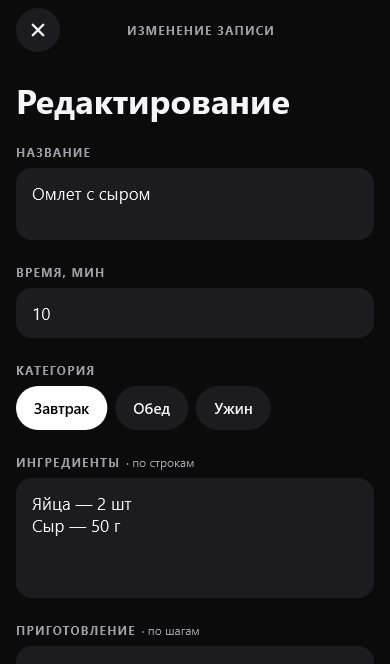 ИЗМЕНЕНИЕ ЗАПИСИ
Редактирование
НАЗВАНИЕ
Омлет с сыром
ВРЕМЯ, МИН
10
КАТЕГОРИЯ
Завтрак Обед Ужин
ИНГРЕДИЕНТЫ · по строкам
Яйца — 2 шт
Сыр — 50 г
ПРИГОТОВЛЕНИЕ · по шагам